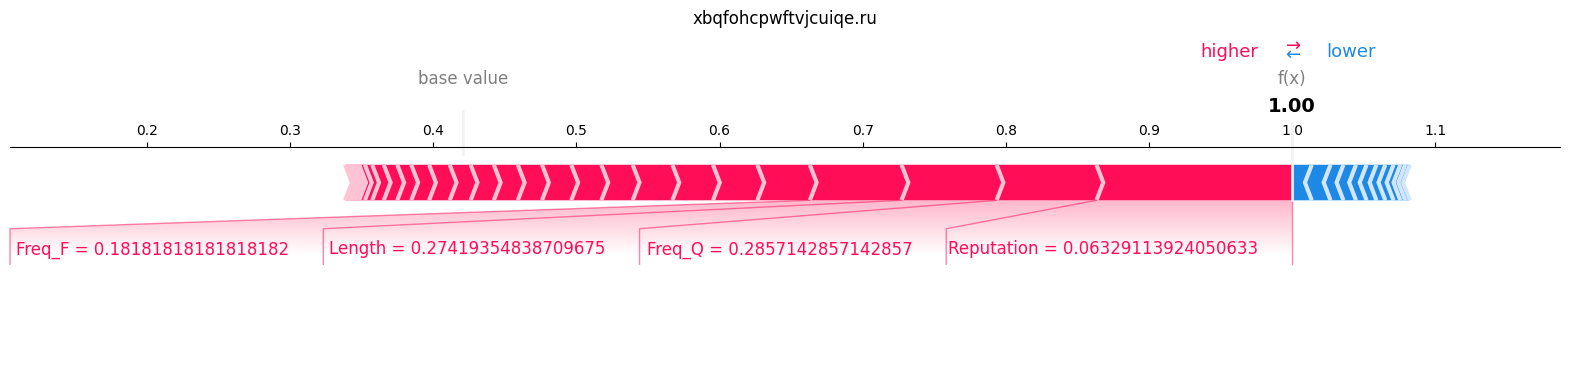 xbqfohcpwftvjcuiqe.ru
higher → ← lower
base value f(x)
1.00
0.2 0.3 0.4 0.5 0.6 0.7 0.8 0.9 1 0 1.1
Freq_F = 0.18181818181818182 Length = 0.27419354838709675 Freq_Q = 0.2857142857142857 Reputation = 0.06329113924050633